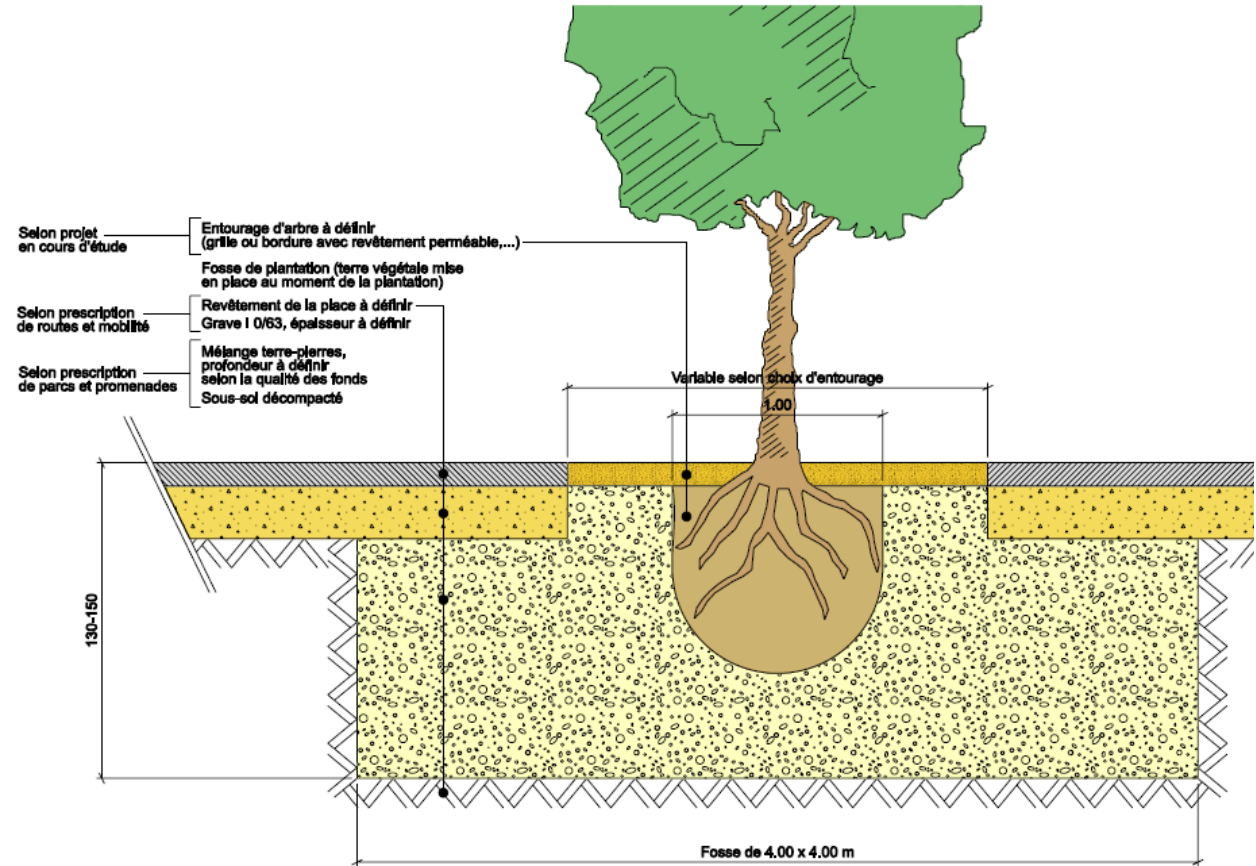 Selon projet
en cours d'étude
Entourage d'arbre à définir
(grille ou bordure avec revêtement perméable,...)
Fosse de plantation (terre végétale mise
en place au moment de la plantation)
Selon prescription
de routes et mobilité
Revêtement de la place à définir
Grave I 0/63, épaisseur à définir
Selon prescription
de parcs et promenades
Mélange terre-pierres,
profondeur à définir
selon la qualité des fonds
Sous-sol décompacté
Variable selon choix d'entourage
1.00
130-150
Fosse de 4.00 x 4.00 m